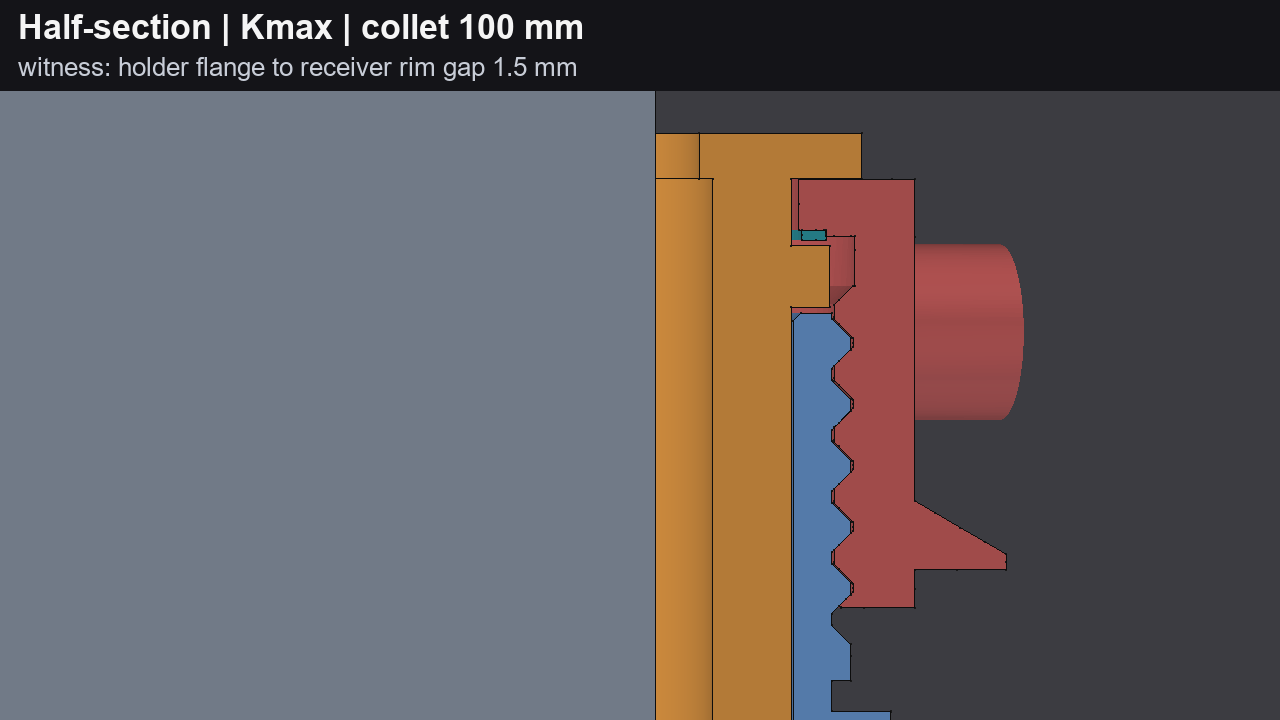 Half-section | Kmax | collet 100 mm
witness: holder flange to receiver rim gap 1.5 mm